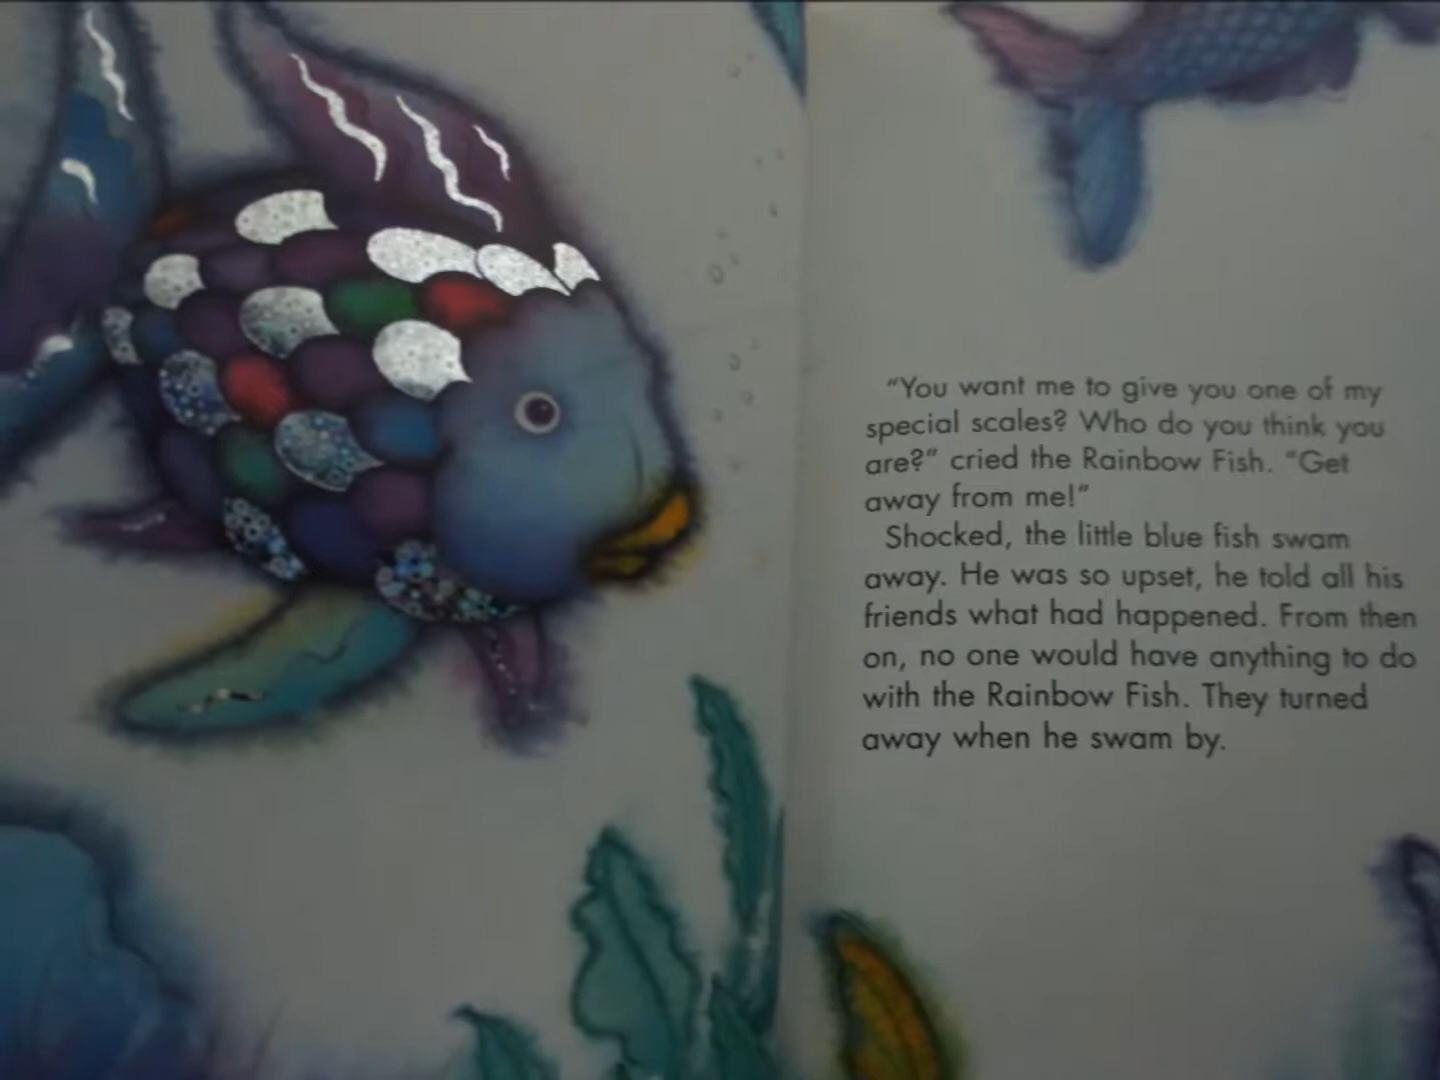 "You want me to give you one of my
special scales? Who do you think you
are?" cried the Rainbow Fish. "Get
away from me!"
Shocked, the little blue fish swam
away. He was so upset, he told all his
friends what had happened. From then
on, no one would have anything to do
with the Rainbow Fish. They turned
away when he swam by.